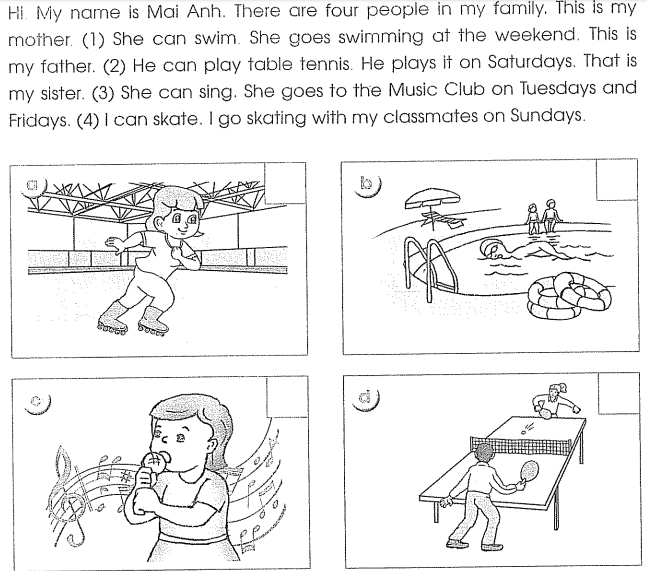 Hi. My name is Mai Anh. There are four people in my family. This is my
mother. (1) She can swim. She goes swimming at the weekend. This is
my father. (2) He can play table tennis. He plays it on Saturdays. That is
my sister. (3) She can sing. She goes to the Music Club on Tuesdays and
Fridays. (4) I can skate. I go skating with my classmates on Sundays.
a
b
c
d